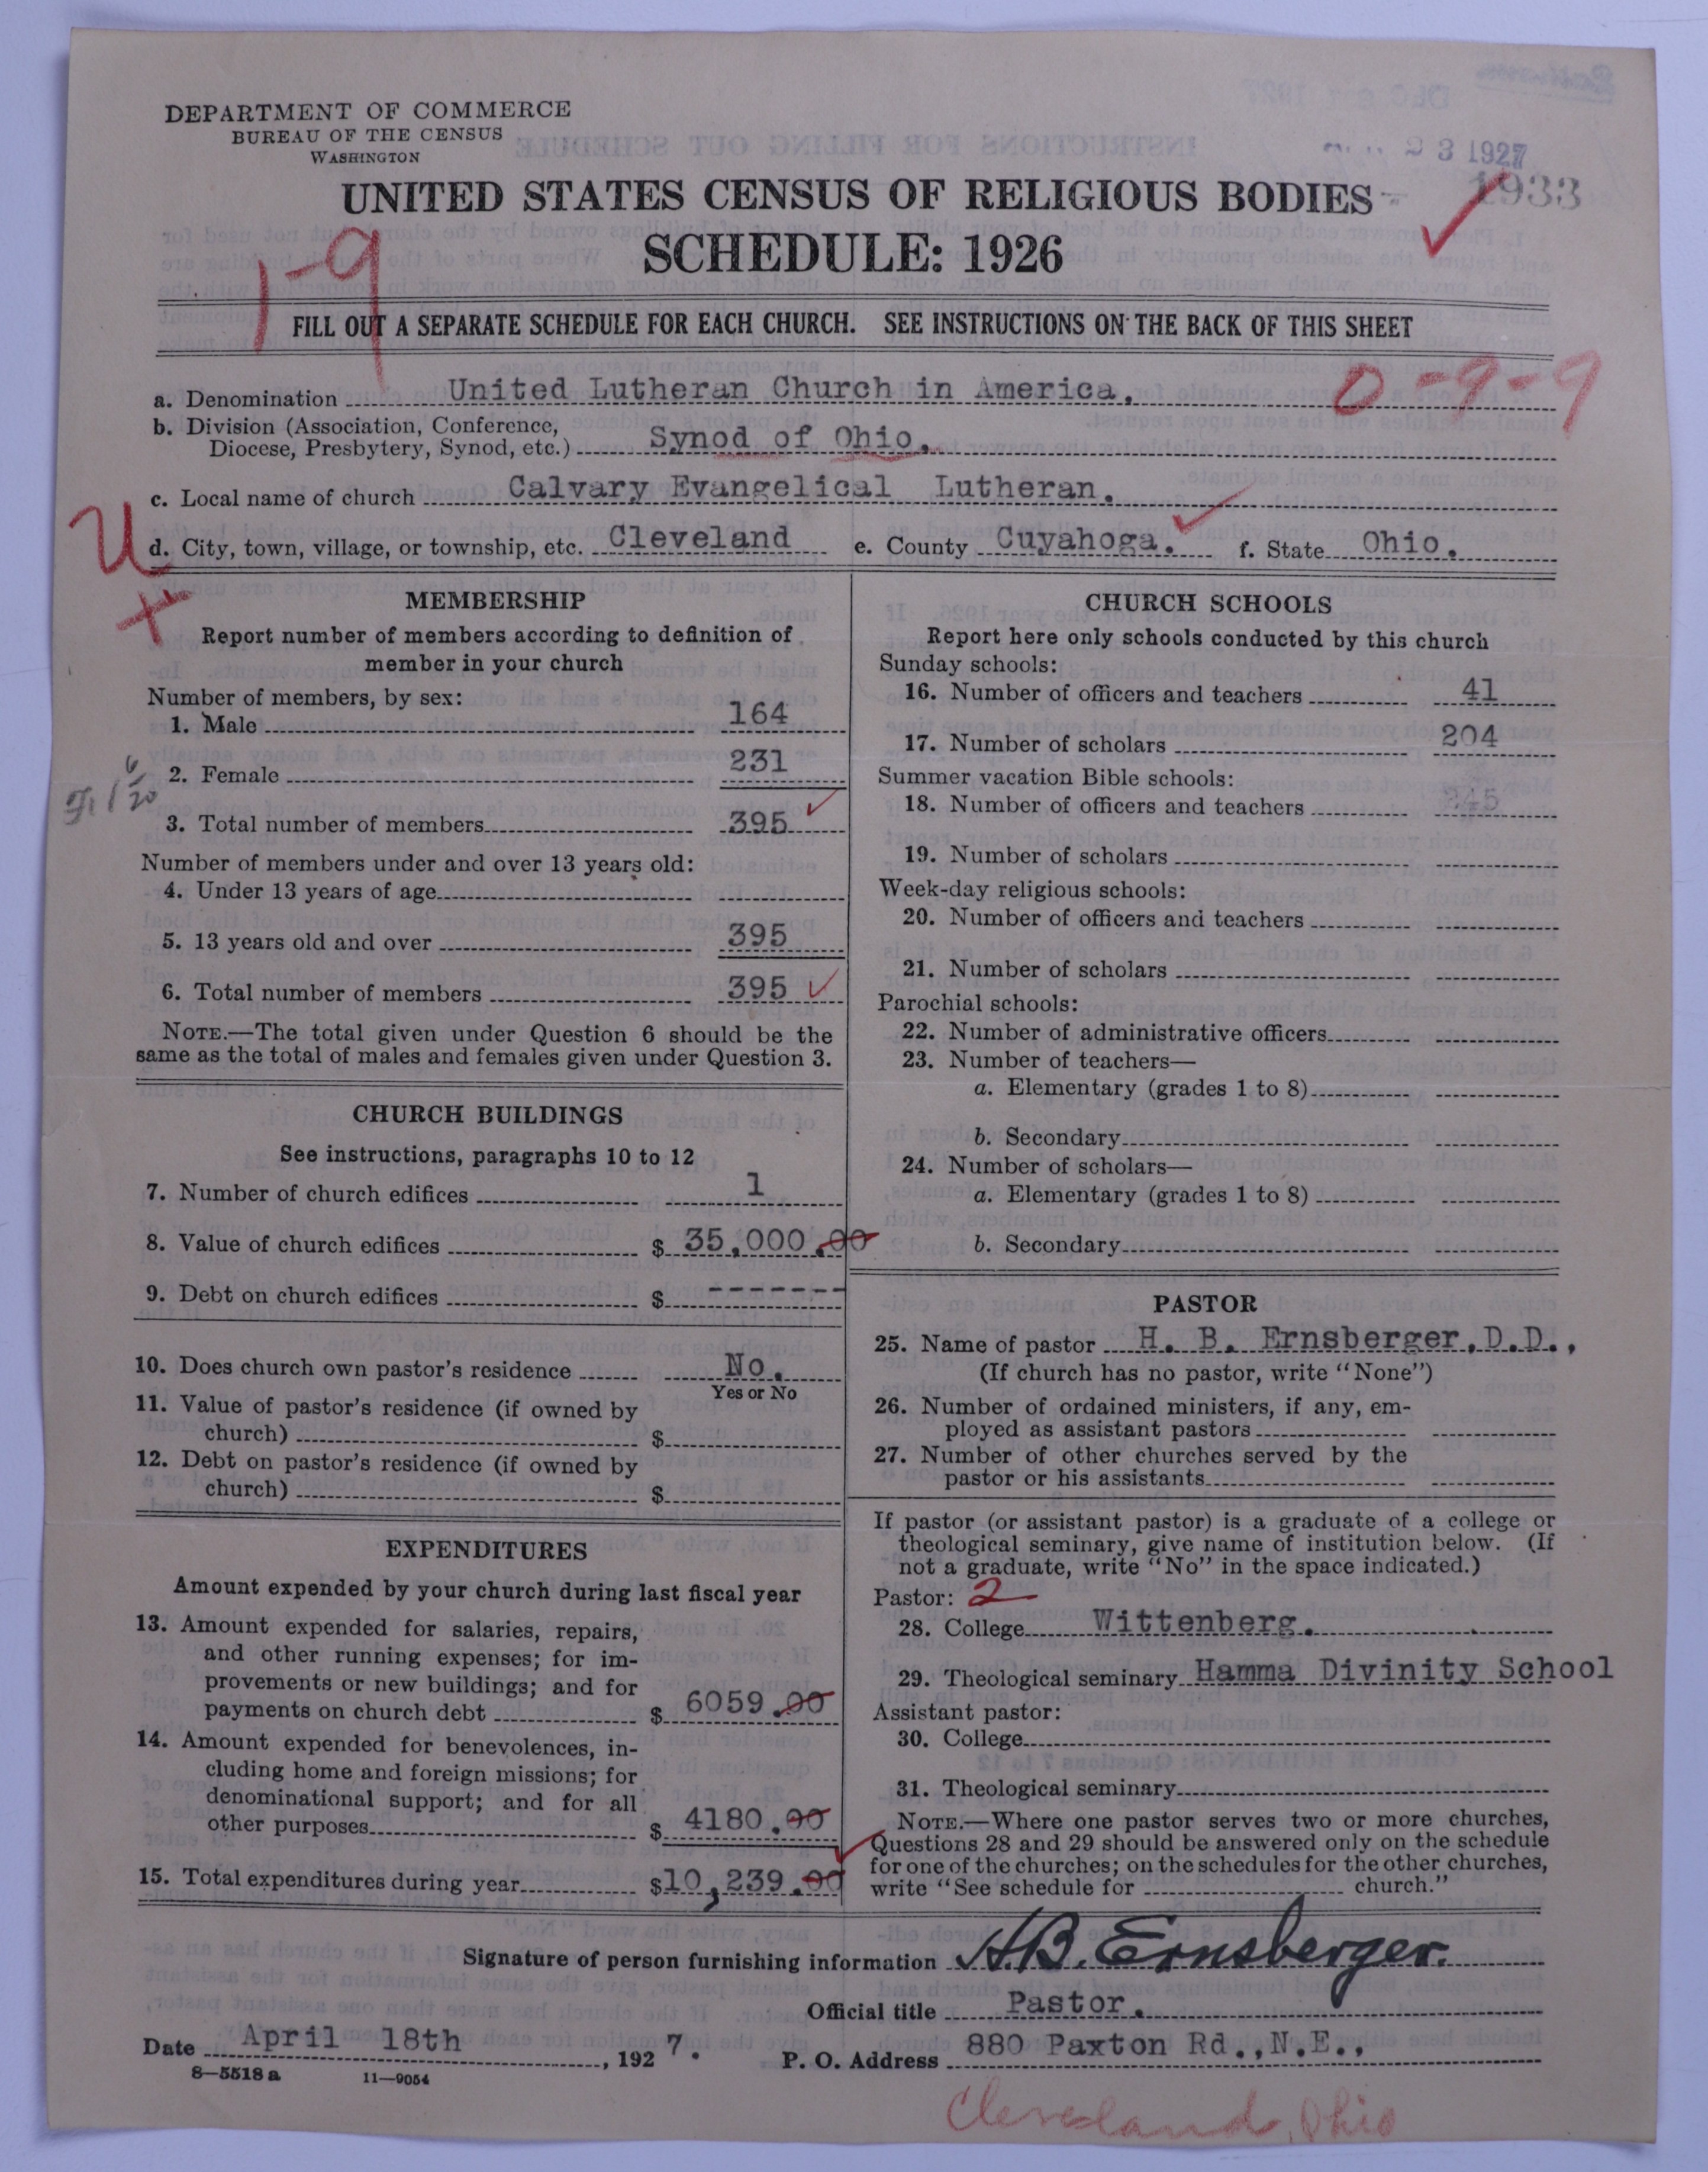 DEPARTMENT OF COMMERCE
BUREAU OF THE CENSUS
WASHINGTON
23 1927
1933
UNITED STATES CENSUS OF RELIGIOUS BODIES
SCHEDULE: 1926
1-9
FILL OUT A SEPARATE SCHEDULE FOR EACH CHURCH. SEE INSTRUCTIONS ON THE BACK OF THIS SHEET
0-9-9
a. Denomination United Lutheran Church in America.
b. Division (Association, Conference,
Diocese, Presbytery, Synod, etc.) Synod of Ohio.
c. Local name of church Calvary Evangelical Lutheran.
U
d. City, town, village, or township, etc. Cleveland e. County Cuyahoga. f. State Ohio.
+
MEMBERSHIP
Report number of members according to definition of
member in your church
Number of members, by sex:
1. Male 164
2. Female 231
3. Total number of members 395
Number of members under and over 13 years old:
4. Under 13 years of age
5. 13 years old and over 395
6. Total number of members 395
NOTE.—The total given under Question 6 should be the
same as the total of males and females given under Question 3.
CHURCH BUILDINGS
See instructions, paragraphs 10 to 12
7. Number of church edifices 1
8. Value of church edifices $ 35,000.00
9. Debt on church edifices $ -------
10. Does church own pastor's residence No.
Yes or No
11. Value of pastor's residence (if owned by
church) $
12. Debt on pastor's residence (if owned by
church) $
EXPENDITURES
Amount expended by your church during last fiscal year
13. Amount expended for salaries, repairs,
and other running expenses; for im-
provements or new buildings; and for
payments on church debt $ 6059.00
14. Amount expended for benevolences, in-
cluding home and foreign missions; for
denominational support; and for all
other purposes $ 4180.00
15. Total expenditures during year $10,239.00
CHURCH SCHOOLS
Report here only schools conducted by this church
Sunday schools:
16. Number of officers and teachers 41
17. Number of scholars 204
Summer vacation Bible schools:
18. Number of officers and teachers 245
19. Number of scholars
Week-day religious schools:
20. Number of officers and teachers
21. Number of scholars
Parochial schools:
22. Number of administrative officers
23. Number of teachers—
a. Elementary (grades 1 to 8)
b. Secondary
24. Number of scholars—
a. Elementary (grades 1 to 8)
b. Secondary
PASTOR
25. Name of pastor H. B. Ernsberger,D.D.,
(If church has no pastor, write "None")
26. Number of ordained ministers, if any, em-
ployed as assistant pastors
27. Number of other churches served by the
pastor or his assistants
If pastor (or assistant pastor) is a graduate of a college or
theological seminary, give name of institution below. (If
not a graduate, write "No" in the space indicated.)
Pastor: 2
28. College Wittenberg.
29. Theological seminary Hamma Divinity School
Assistant pastor:
30. College
31. Theological seminary
NOTE.—Where one pastor serves two or more churches,
Questions 28 and 29 should be answered only on the schedule
for one of the churches; on the schedules for the other churches,
write "See schedule for church."
Signature of person furnishing information H.B. Ernsberger.
Official title Pastor.
Date April 18th, 1927. P. O. Address 880 Paxton Rd.,N.E.,
8—5518 a 11—9054
Cleveland, Ohio